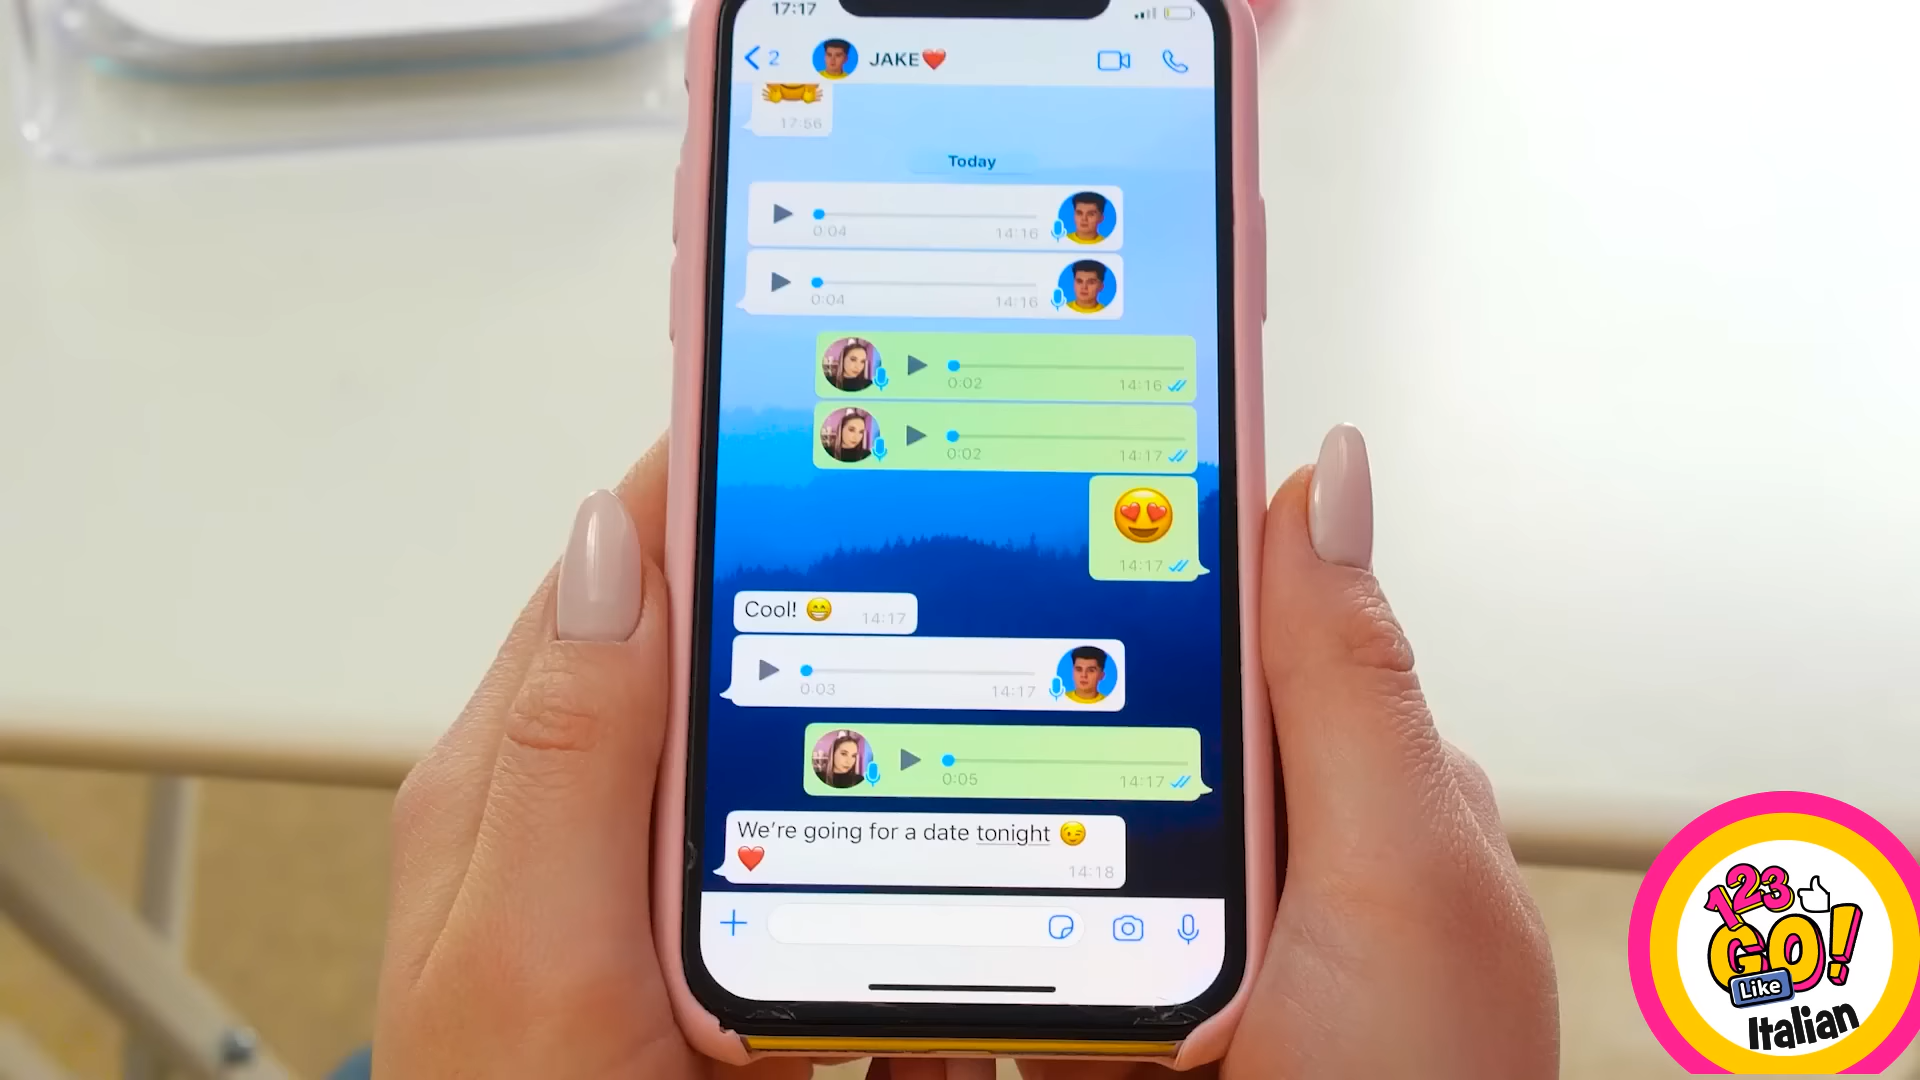 17:17
2
JAKE❤️
17:56
Today
0:04 14:16
0:04 14:16
0:02 14:16
0:02 14:17
14:17
Cool! 😁 14:17
0:03 14:17
0:05 14:17
We're going for a date tonight 😉
❤️ 14:18
123
GO!
Like
Italian